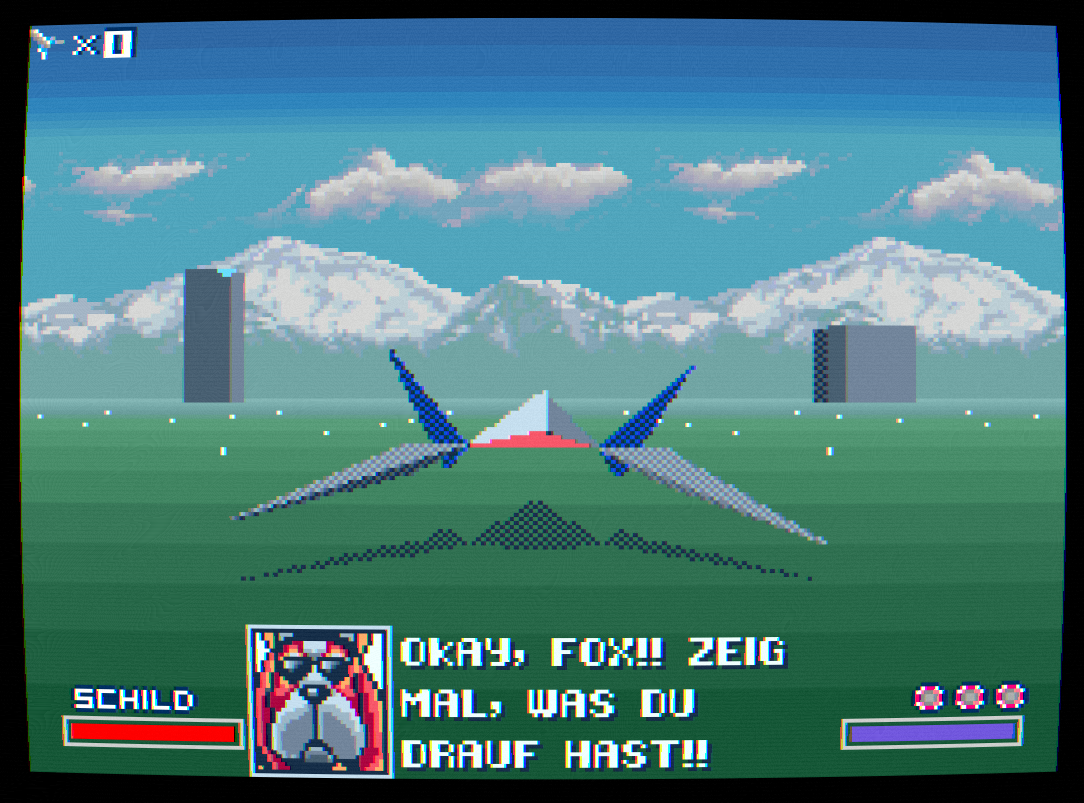 ×0
OKAY, FOX!! ZEIG
MAL, WAS DU
DRAUF HAST!!
SCHILD